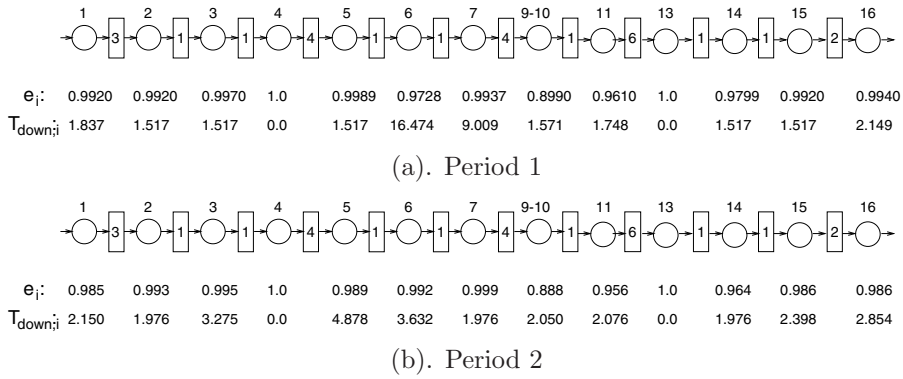 1 2 3 4 5 6 7 9-10 11 13 14 15 16
3 1 1 4 1 1 4 1 6 1 1 2
e_i: 0.9920 0.9920 0.9970 1.0 0.9989 0.9728 0.9937 0.8990 0.9610 1.0 0.9799 0.9920 0.9940
T_down;i 1.837 1.517 1.517 0.0 1.517 16.474 9.009 1.571 1.748 0.0 1.517 1.517 2.149
(a). Period 1
1 2 3 4 5 6 7 9-10 11 13 14 15 16
3 1 1 4 1 1 4 1 6 1 1 2
e_i: 0.985 0.993 0.995 1.0 0.989 0.992 0.999 0.888 0.956 1.0 0.964 0.986 0.986
T_down;i 2.150 1.976 3.275 0.0 4.878 3.632 1.976 2.050 2.076 0.0 1.976 2.398 2.854
(b). Period 2